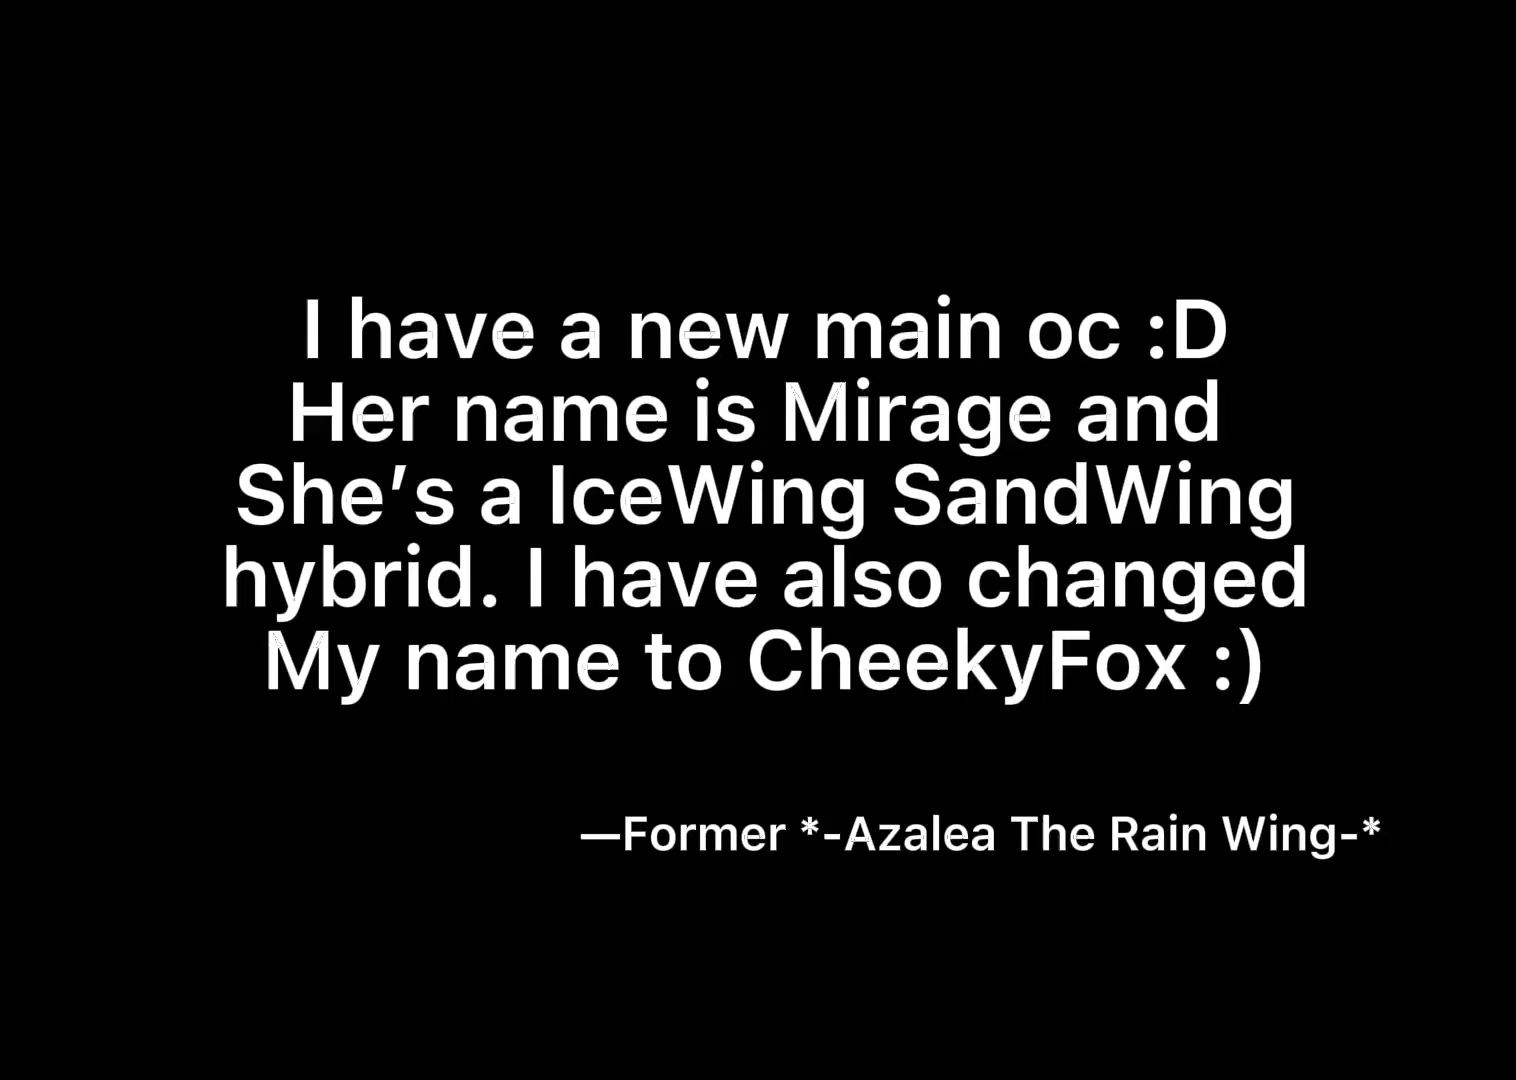 I have a new main oc :D
Her name is Mirage and
She’s a IceWing SandWing
hybrid. I have also changed
My name to CheekyFox :)
—Former *-Azalea The Rain Wing-*